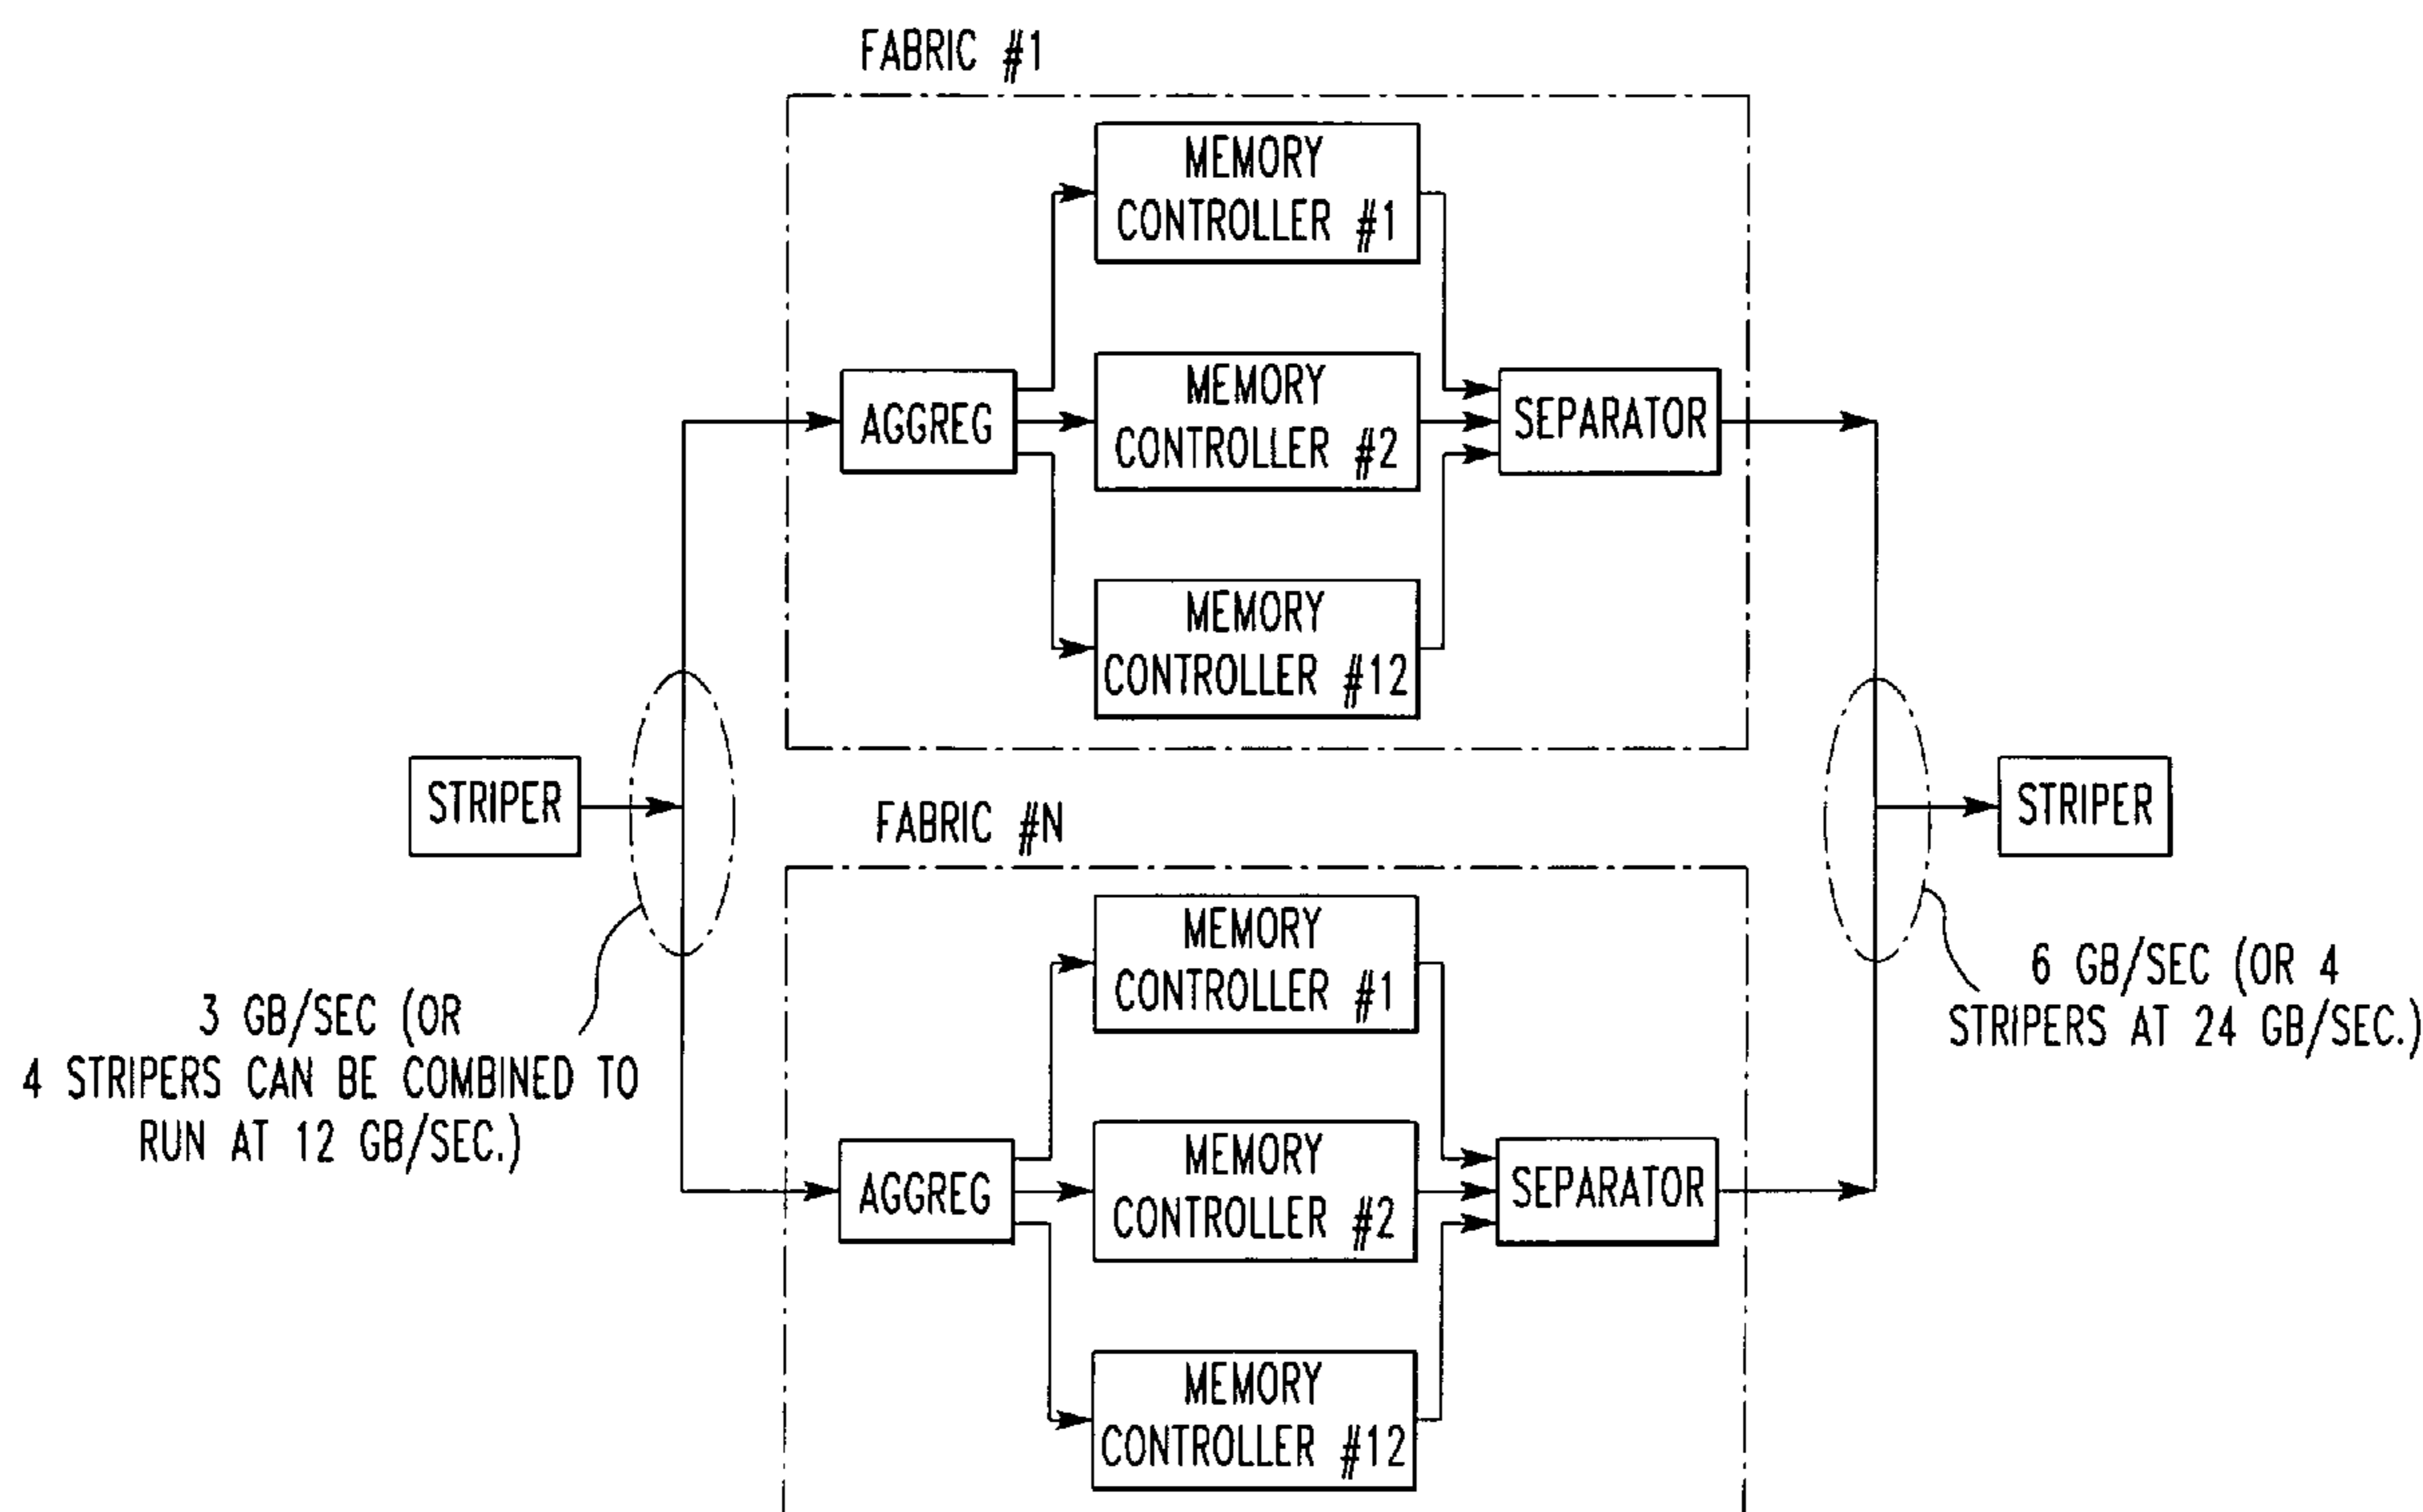 FABRIC #1
MEMORY
CONTROLLER #1
AGGREG
MEMORY
CONTROLLER #2
SEPARATOR
MEMORY
CONTROLLER #12
STRIPER
FABRIC #N
STRIPER
3 GB/SEC (OR
4 STRIPERS CAN BE COMBINED TO
RUN AT 12 GB/SEC.)
MEMORY
CONTROLLER #1
6 GB/SEC (OR 4
STRIPERS AT 24 GB/SEC.)
AGGREG
MEMORY
CONTROLLER #2
SEPARATOR
MEMORY
CONTROLLER #12